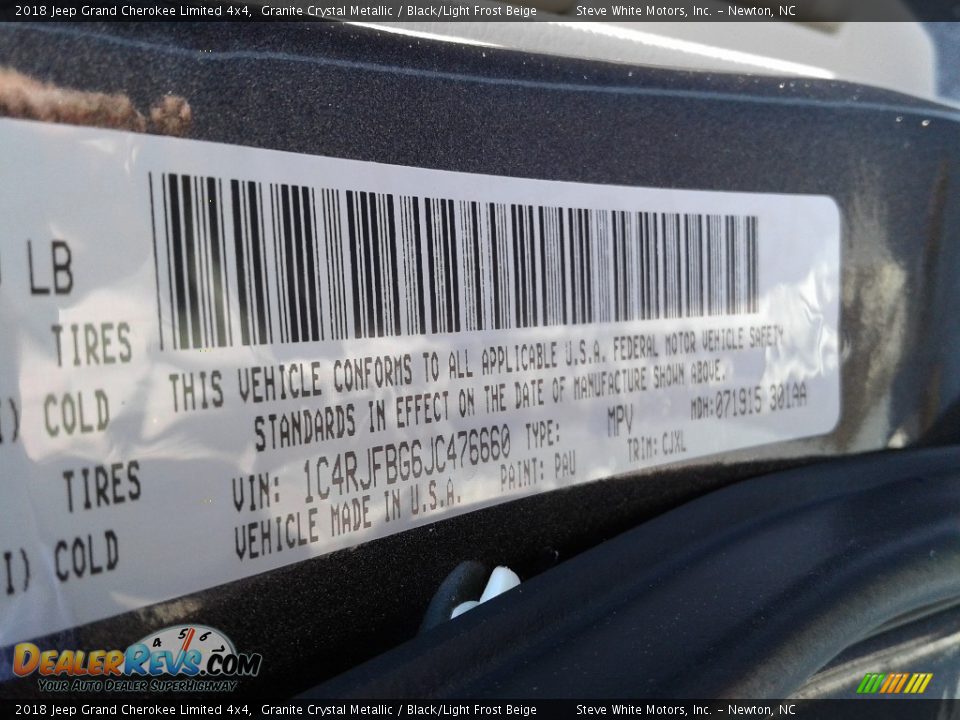 2018 Jeep Grand Cherokee Limited 4x4, Granite Crystal Metallic / Black/Light Frost Beige Steve White Motors, Inc. - Newton, NC
LB
TIRES
COLD
TIRES
I) COLD
THIS VEHICLE CONFORMS TO ALL APPLICABLE U.S.A. FEDERAL MOTOR VEHICLE SAFETY
STANDARDS IN EFFECT ON THE DATE OF MANUFACTURE SHOWN ABOVE.
VIN: 1C4RJFBG6JC476660 TYPE: MPV MDH:071915 301AA
VEHICLE MADE IN U.S.A. PAINT: PAU TRIM: CJXL
4 5 6
DEALERREVS.COM
YOUR AUTO DEALER SUPERHIGHWAY
2018 Jeep Grand Cherokee Limited 4x4, Granite Crystal Metallic / Black/Light Frost Beige Steve White Motors, Inc. - Newton, NC